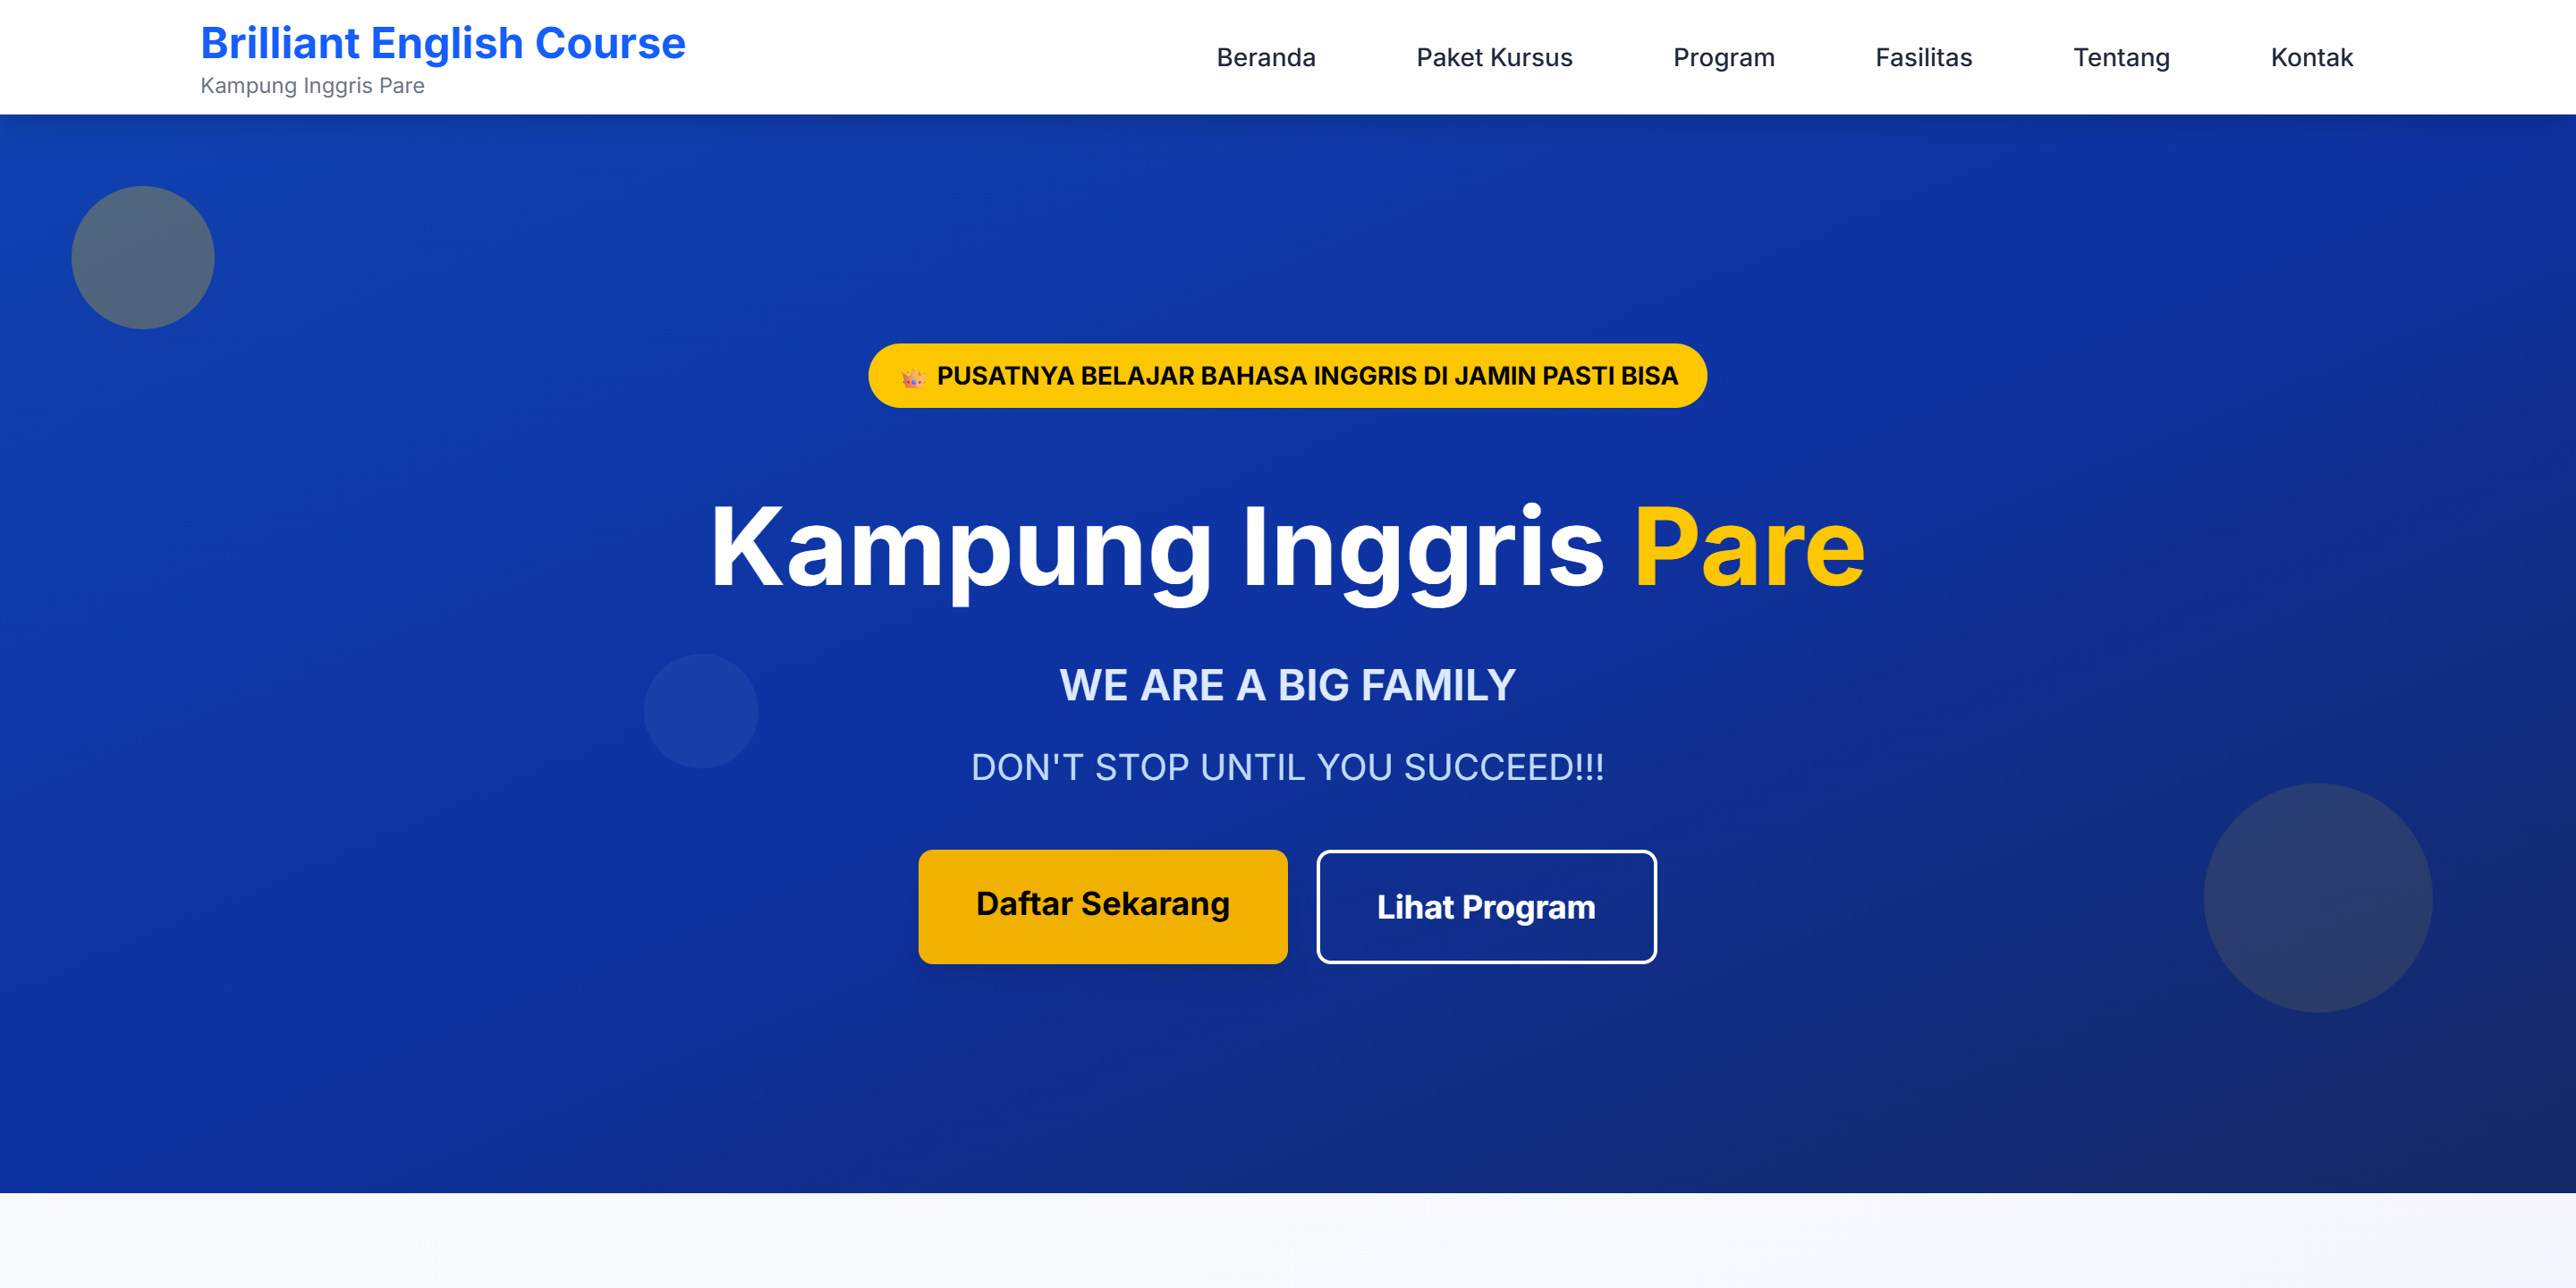 Brilliant English Course
Kampung Inggris Pare
Beranda Paket Kursus Program Fasilitas Tentang Kontak
👑 PUSATNYA BELAJAR BAHASA INGGRIS DI JAMIN PASTI BISA
Kampung Inggris Pare
WE ARE A BIG FAMILY
DON'T STOP UNTIL YOU SUCCEED!!!
Daftar Sekarang
Lihat Program